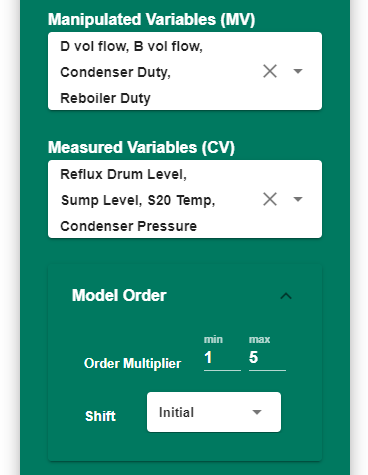 Manipulated Variables (MV)
D vol flow, B vol flow,
Condenser Duty,
Reboiler Duty
Measured Variables (CV)
Reflux Drum Level,
Sump Level, S20 Temp,
Condenser Pressure
Model Order
min max
Order Multiplier 1 5
Shift Initial